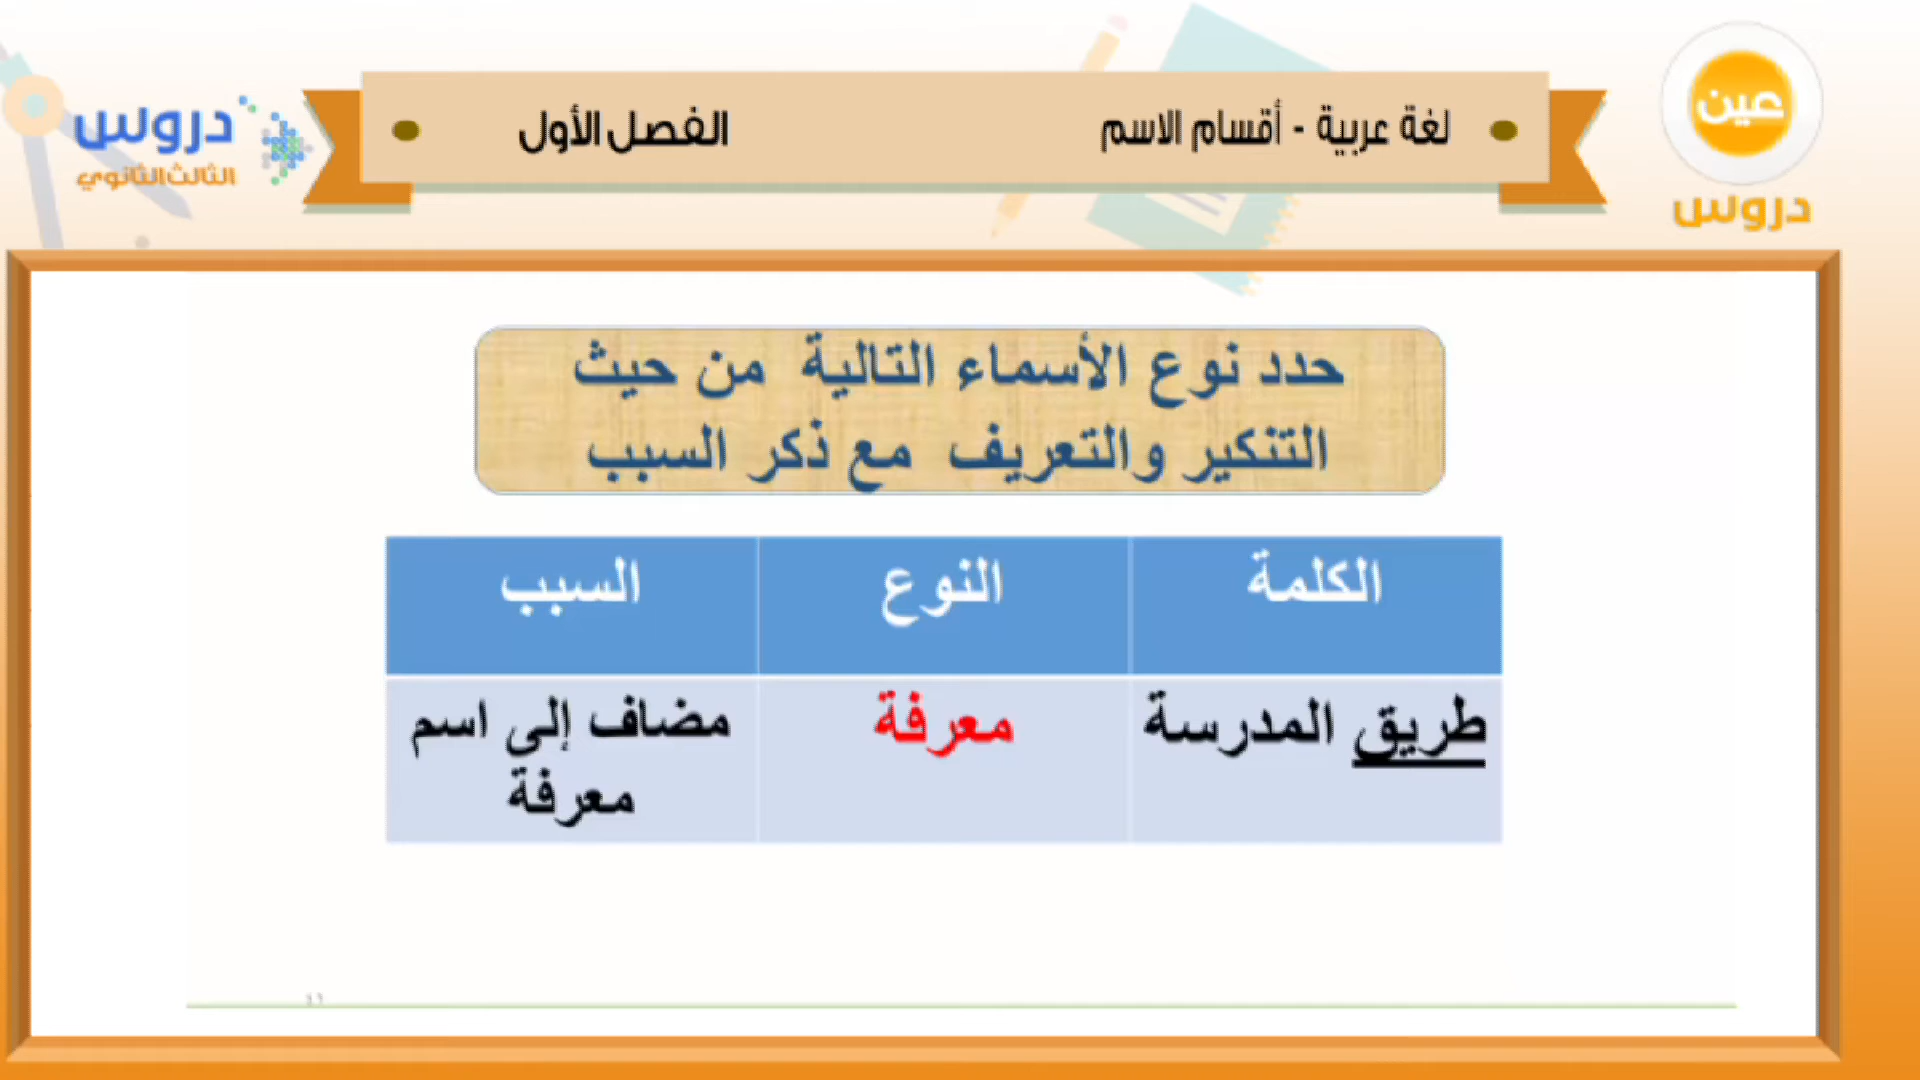 عين
دروس
لغة عربية - أقسام الاسم
الفصل الأول
دروس
الثالث الثانوي
حدد نوع الأسماء التالية من حيث
التنكير والتعريف مع ذكر السبب
الكلمة النوع السبب
طريق المدرسة معرفة مضاف إلى اسم
معرفة